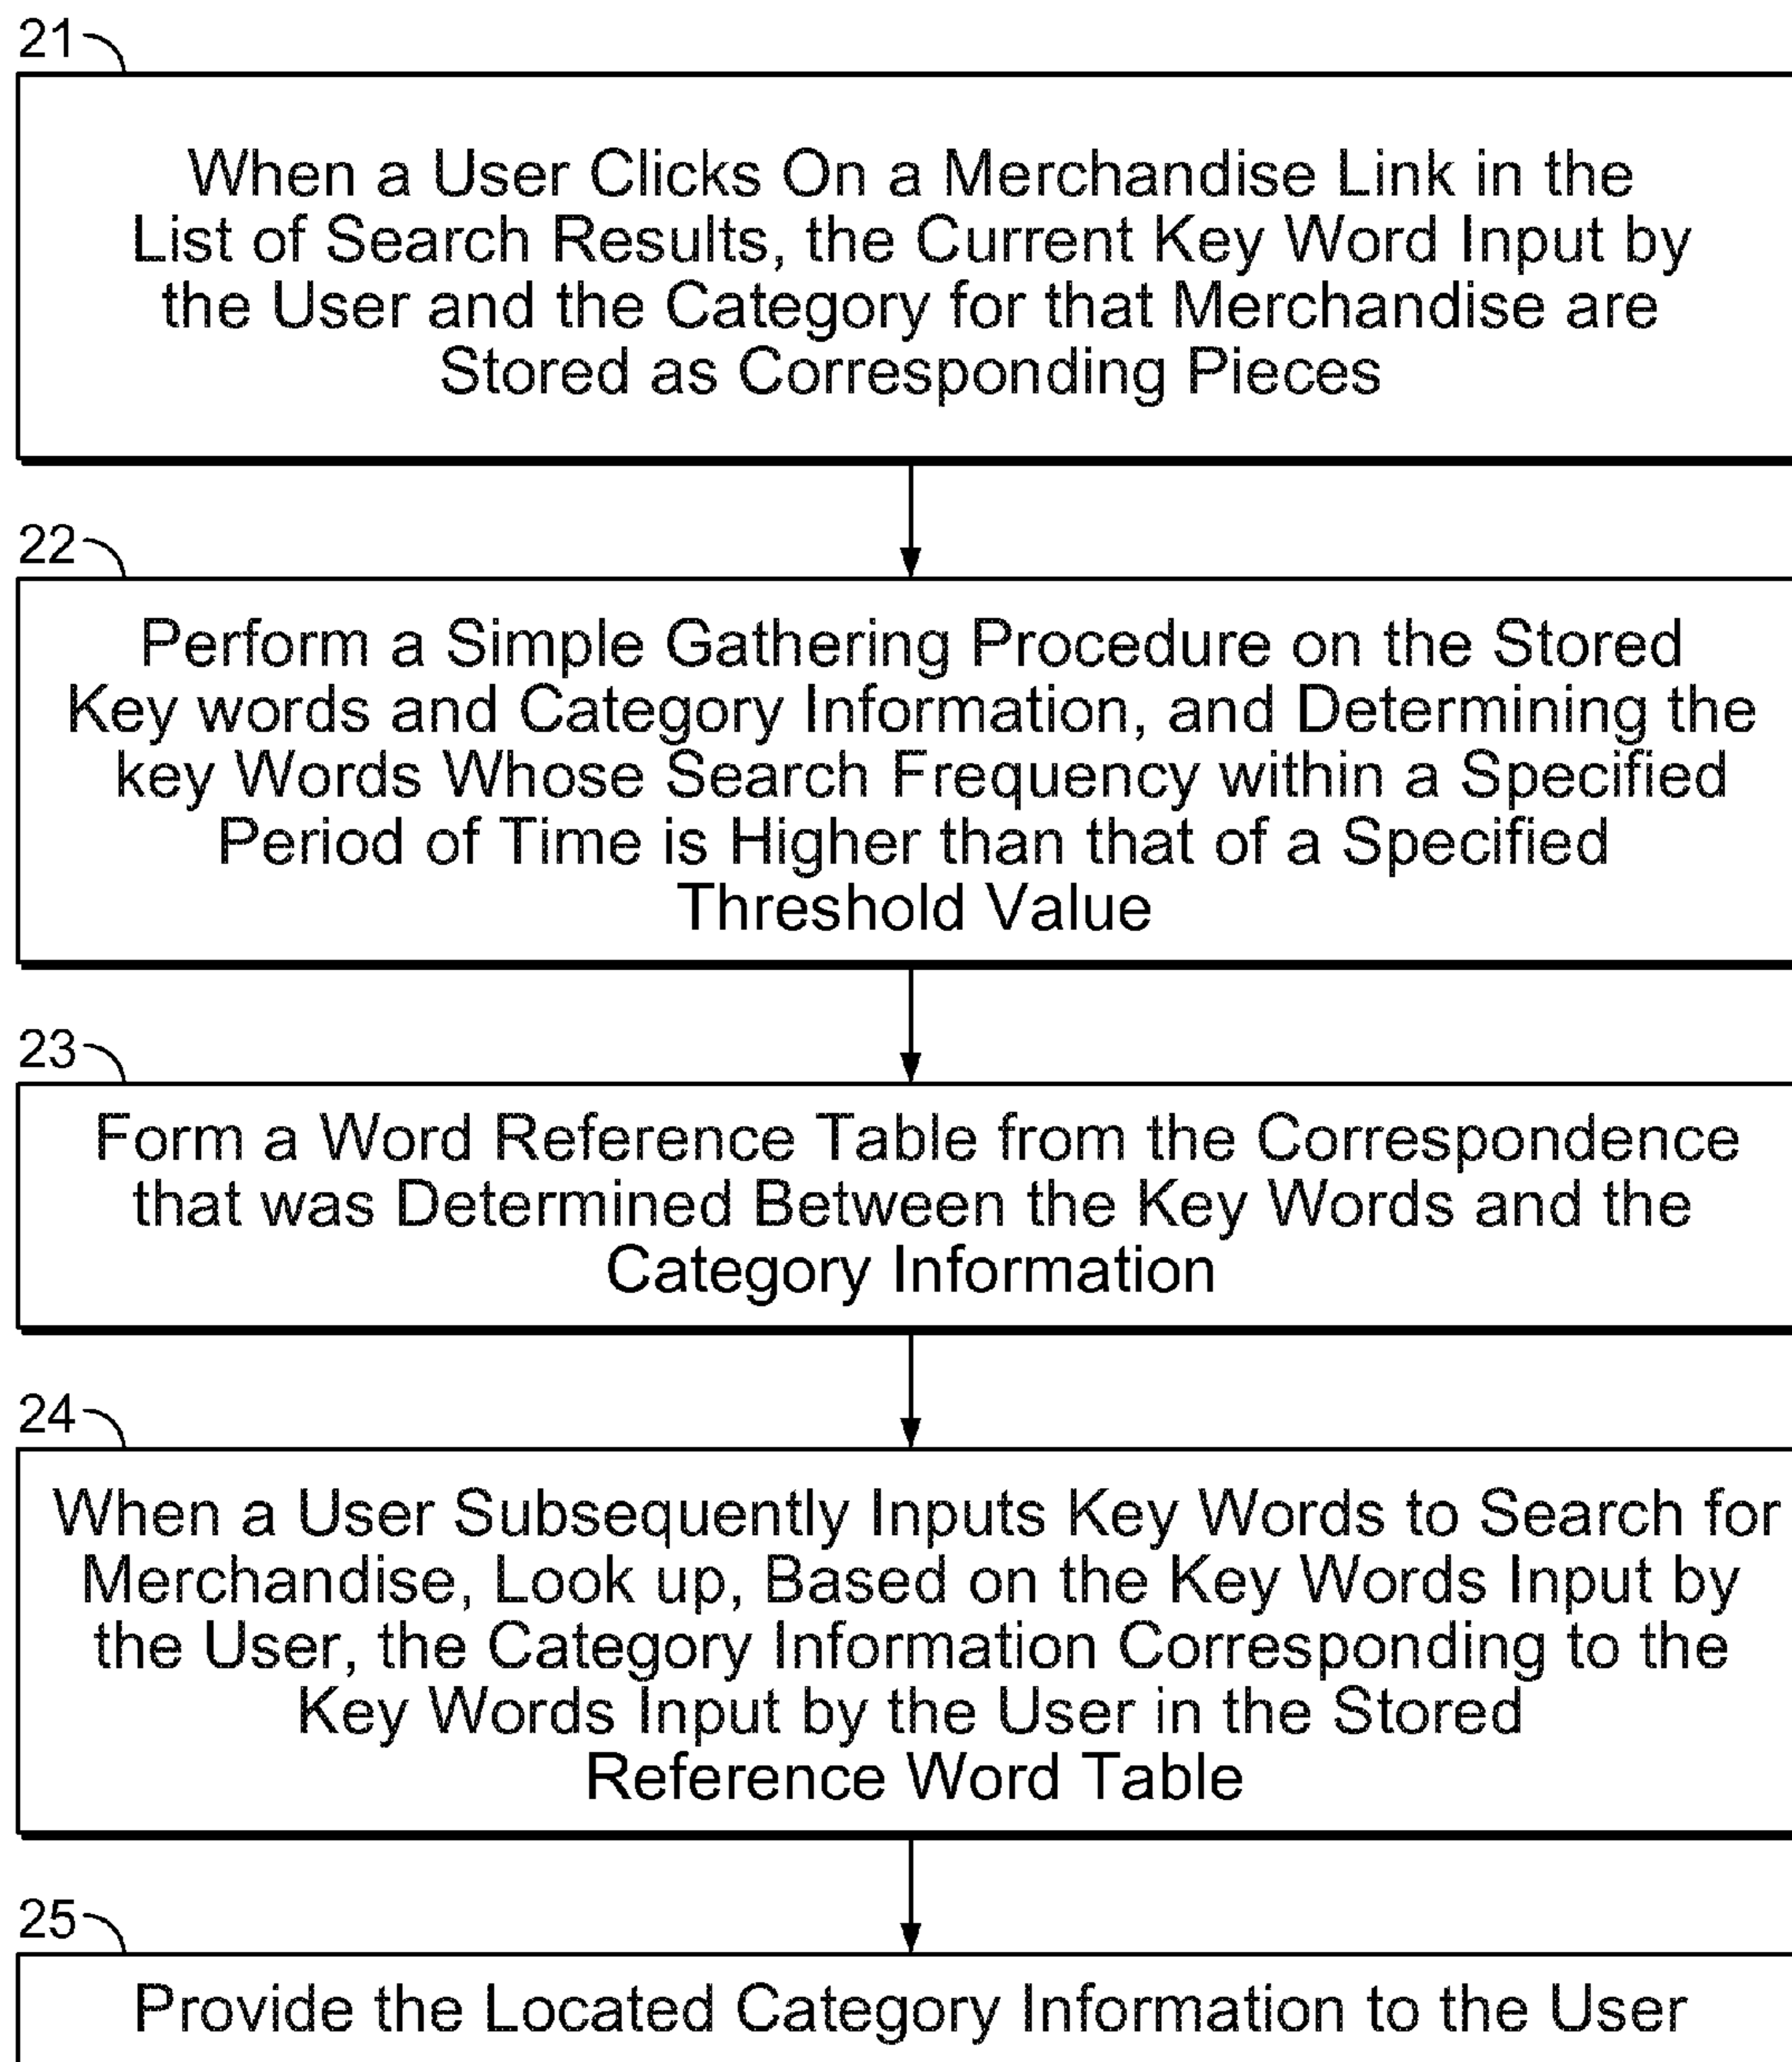 21
When a User Clicks On a Merchandise Link in the
List of Search Results, the Current Key Word Input by
the User and the Category for that Merchandise are
Stored as Corresponding Pieces
22
Perform a Simple Gathering Procedure on the Stored
Key words and Category Information, and Determining the
key Words Whose Search Frequency within a Specified
Period of Time is Higher than that of a Specified
Threshold Value
23
Form a Word Reference Table from the Correspondence
that was Determined Between the Key Words and the
Category Information
24
When a User Subsequently Inputs Key Words to Search for
Merchandise, Look up, Based on the Key Words Input by
the User, the Category Information Corresponding to the
Key Words Input by the User in the Stored
Reference Word Table
25
Provide the Located Category Information to the User